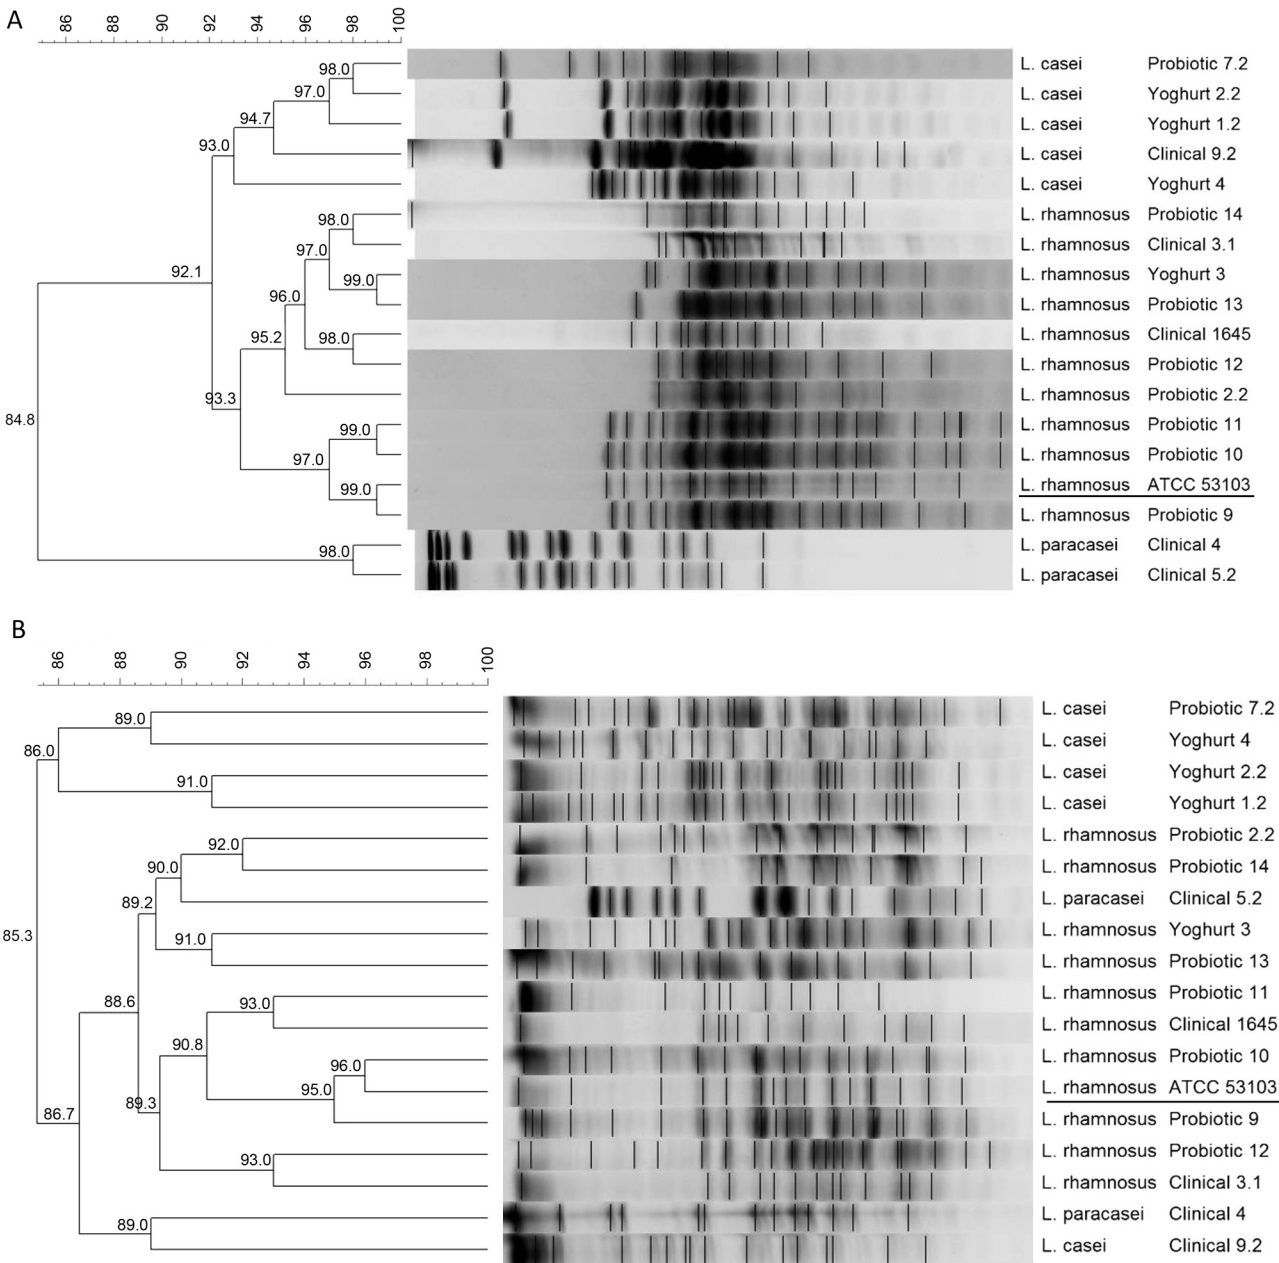 A
86 88 90 92 94 96 98 100
98.0 L. casei Probiotic 7.2
97.0 L. casei Yoghurt 2.2
94.7 L. casei Yoghurt 1.2
93.0 L. casei Clinical 9.2
L. casei Yoghurt 4
98.0 L. rhamnosus Probiotic 14
97.0 L. rhamnosus Clinical 3.1
92.1 99.0 L. rhamnosus Yoghurt 3
96.0 L. rhamnosus Probiotic 13
95.2 98.0 L. rhamnosus Clinical 1645
L. rhamnosus Probiotic 12
93.3 L. rhamnosus Probiotic 2.2
84.8 99.0 L. rhamnosus Probiotic 11
97.0 L. rhamnosus Probiotic 10
99.0 L. rhamnosus ATCC 53103
L. rhamnosus Probiotic 9
98.0 L. paracasei Clinical 4
L. paracasei Clinical 5.2
B
86 88 90 92 94 96 98 100
89.0 L. casei Probiotic 7.2
86.0 L. casei Yoghurt 4
91.0 L. casei Yoghurt 2.2
L. casei Yoghurt 1.2
92.0 L. rhamnosus Probiotic 2.2
90.0 L. rhamnosus Probiotic 14
89.2 L. paracasei Clinical 5.2
85.3 91.0 L. rhamnosus Yoghurt 3
L. rhamnosus Probiotic 13
88.6 93.0 L. rhamnosus Probiotic 11
L. rhamnosus Clinical 1645
90.8 96.0 L. rhamnosus Probiotic 10
95.0 L. rhamnosus ATCC 53103
86.7 89.3 L. rhamnosus Probiotic 9
93.0 L. rhamnosus Probiotic 12
L. rhamnosus Clinical 3.1
89.0 L. paracasei Clinical 4
L. casei Clinical 9.2